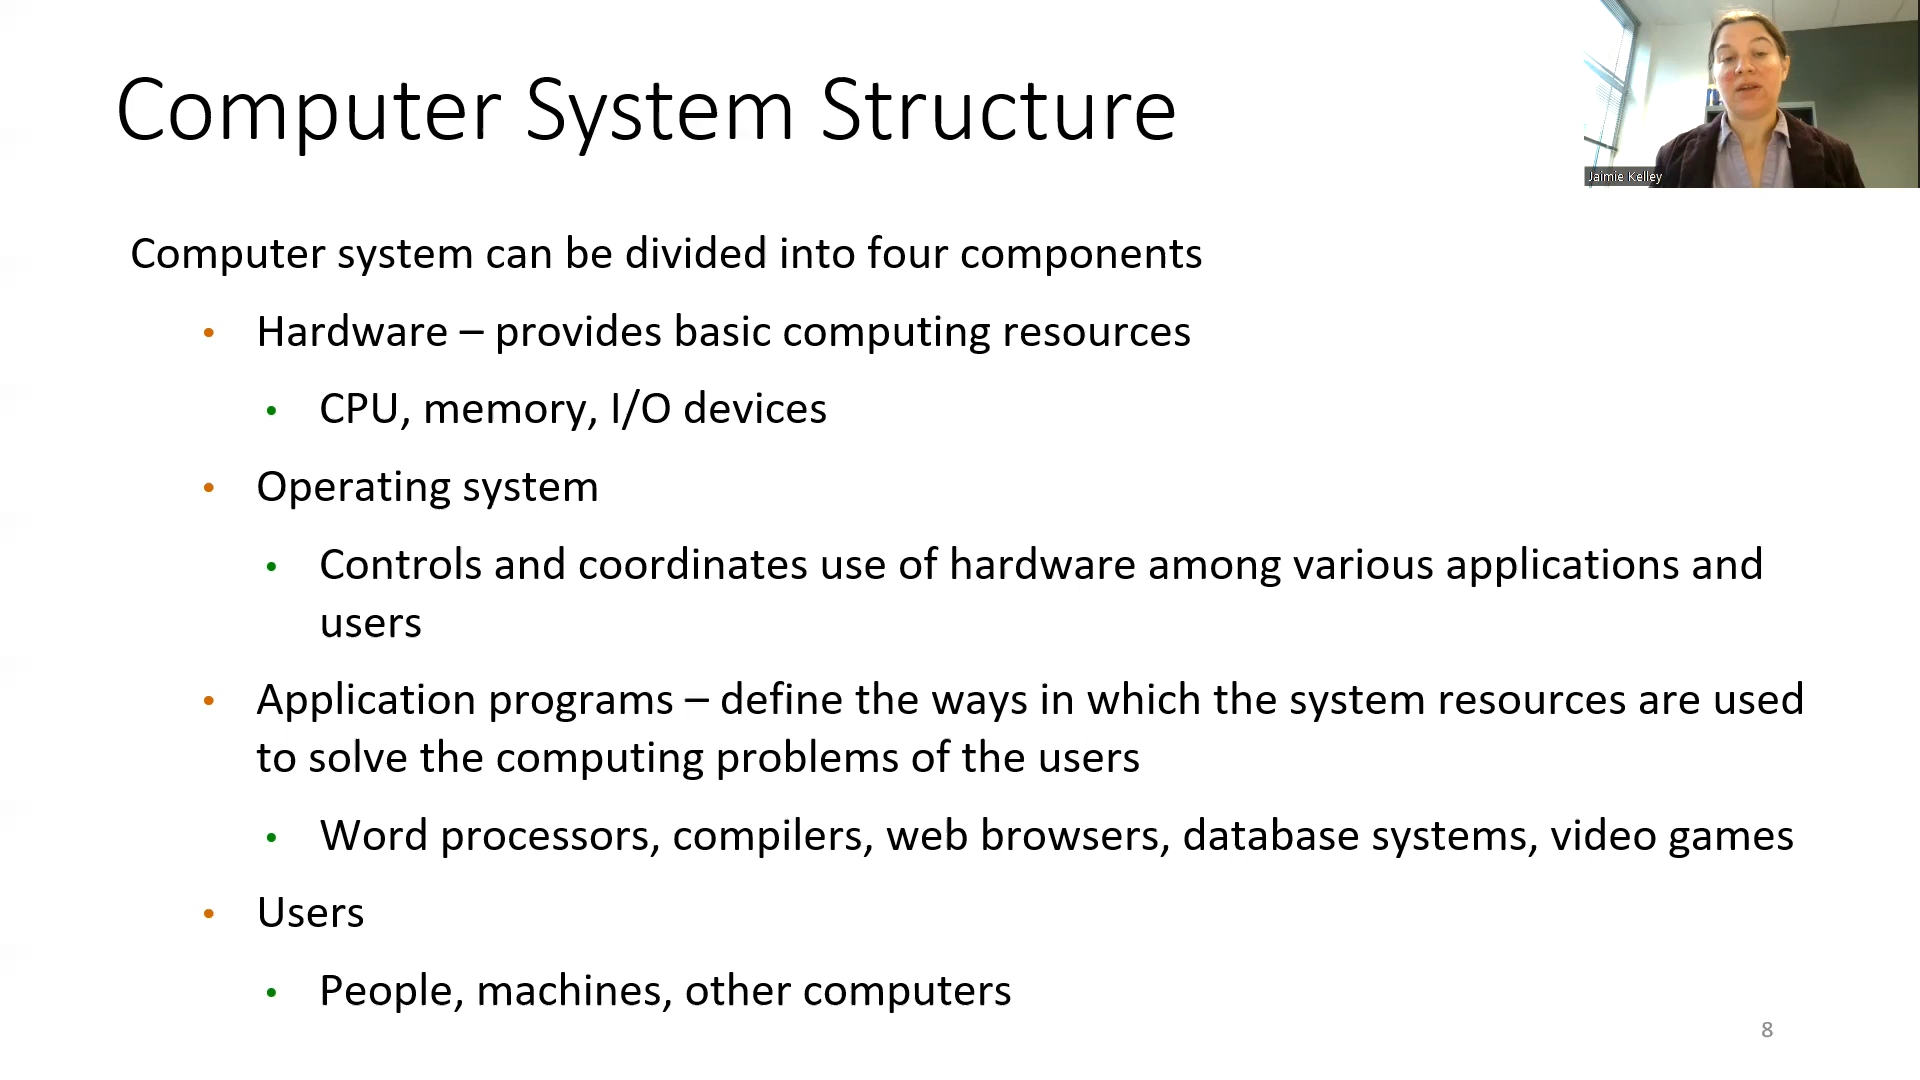 Computer System Structure
Jaimie Kelley
Computer system can be divided into four components
• Hardware – provides basic computing resources
• CPU, memory, I/O devices
• Operating system
• Controls and coordinates use of hardware among various applications and
users
• Application programs – define the ways in which the system resources are used
to solve the computing problems of the users
• Word processors, compilers, web browsers, database systems, video games
• Users
• People, machines, other computers
8